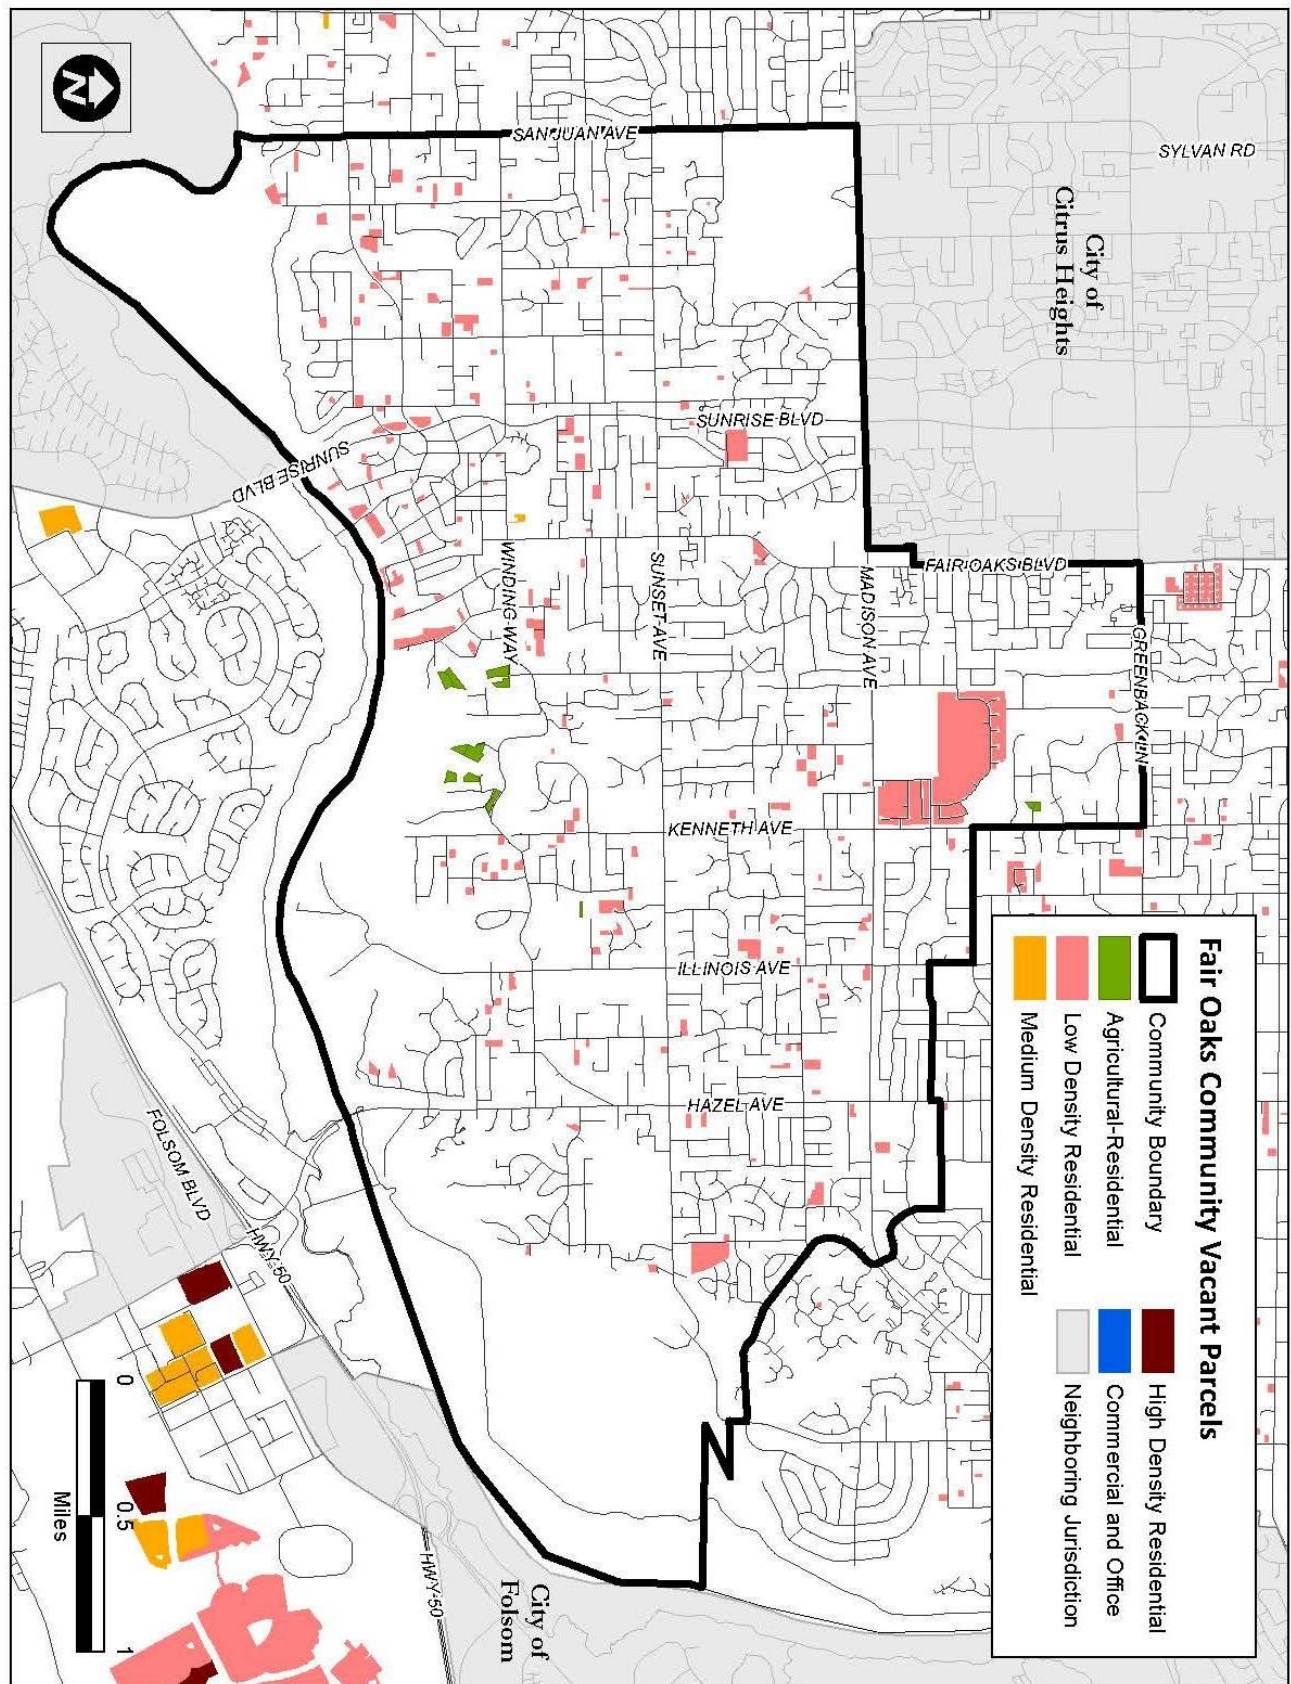 Fair Oaks Community Vacant Parcels
Community Boundary
Agricultural-Residential
Low Density Residential
Medium Density Residential
High Density Residential
Commercial and Office
Neighboring Jurisdiction
SYLVAN RD
City of
Citrus Heights
SAN JUAN AVE
SUNRISE BLVD
FAIR OAKS BLVD
GREENBACK LN
MADISON AVE
SUNSET AVE
WINDING WAY
SUNRISE BLVD
KENNETH AVE
ILLINOIS AVE
HAZEL AVE
FOLSOM BLVD
HWY 50
HWY 50
City of
Folsom
N
0 0.5 1
Miles